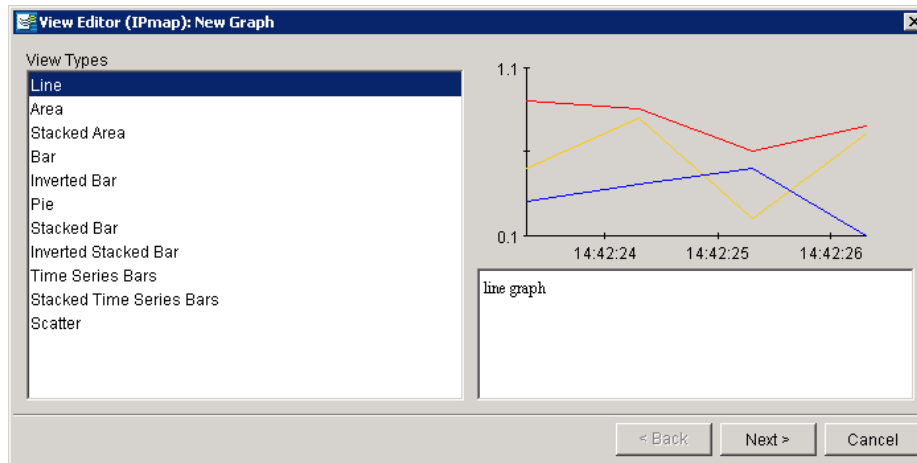 View Editor (IPmap): New Graph
View Types
Line
Area
Stacked Area
Bar
Inverted Bar
Pie
Stacked Bar
Inverted Stacked Bar
Time Series Bars
Stacked Time Series Bars
Scatter
1.1
0.1
14:42:24 14:42:25 14:42:26
line graph
< Back Next > Cancel